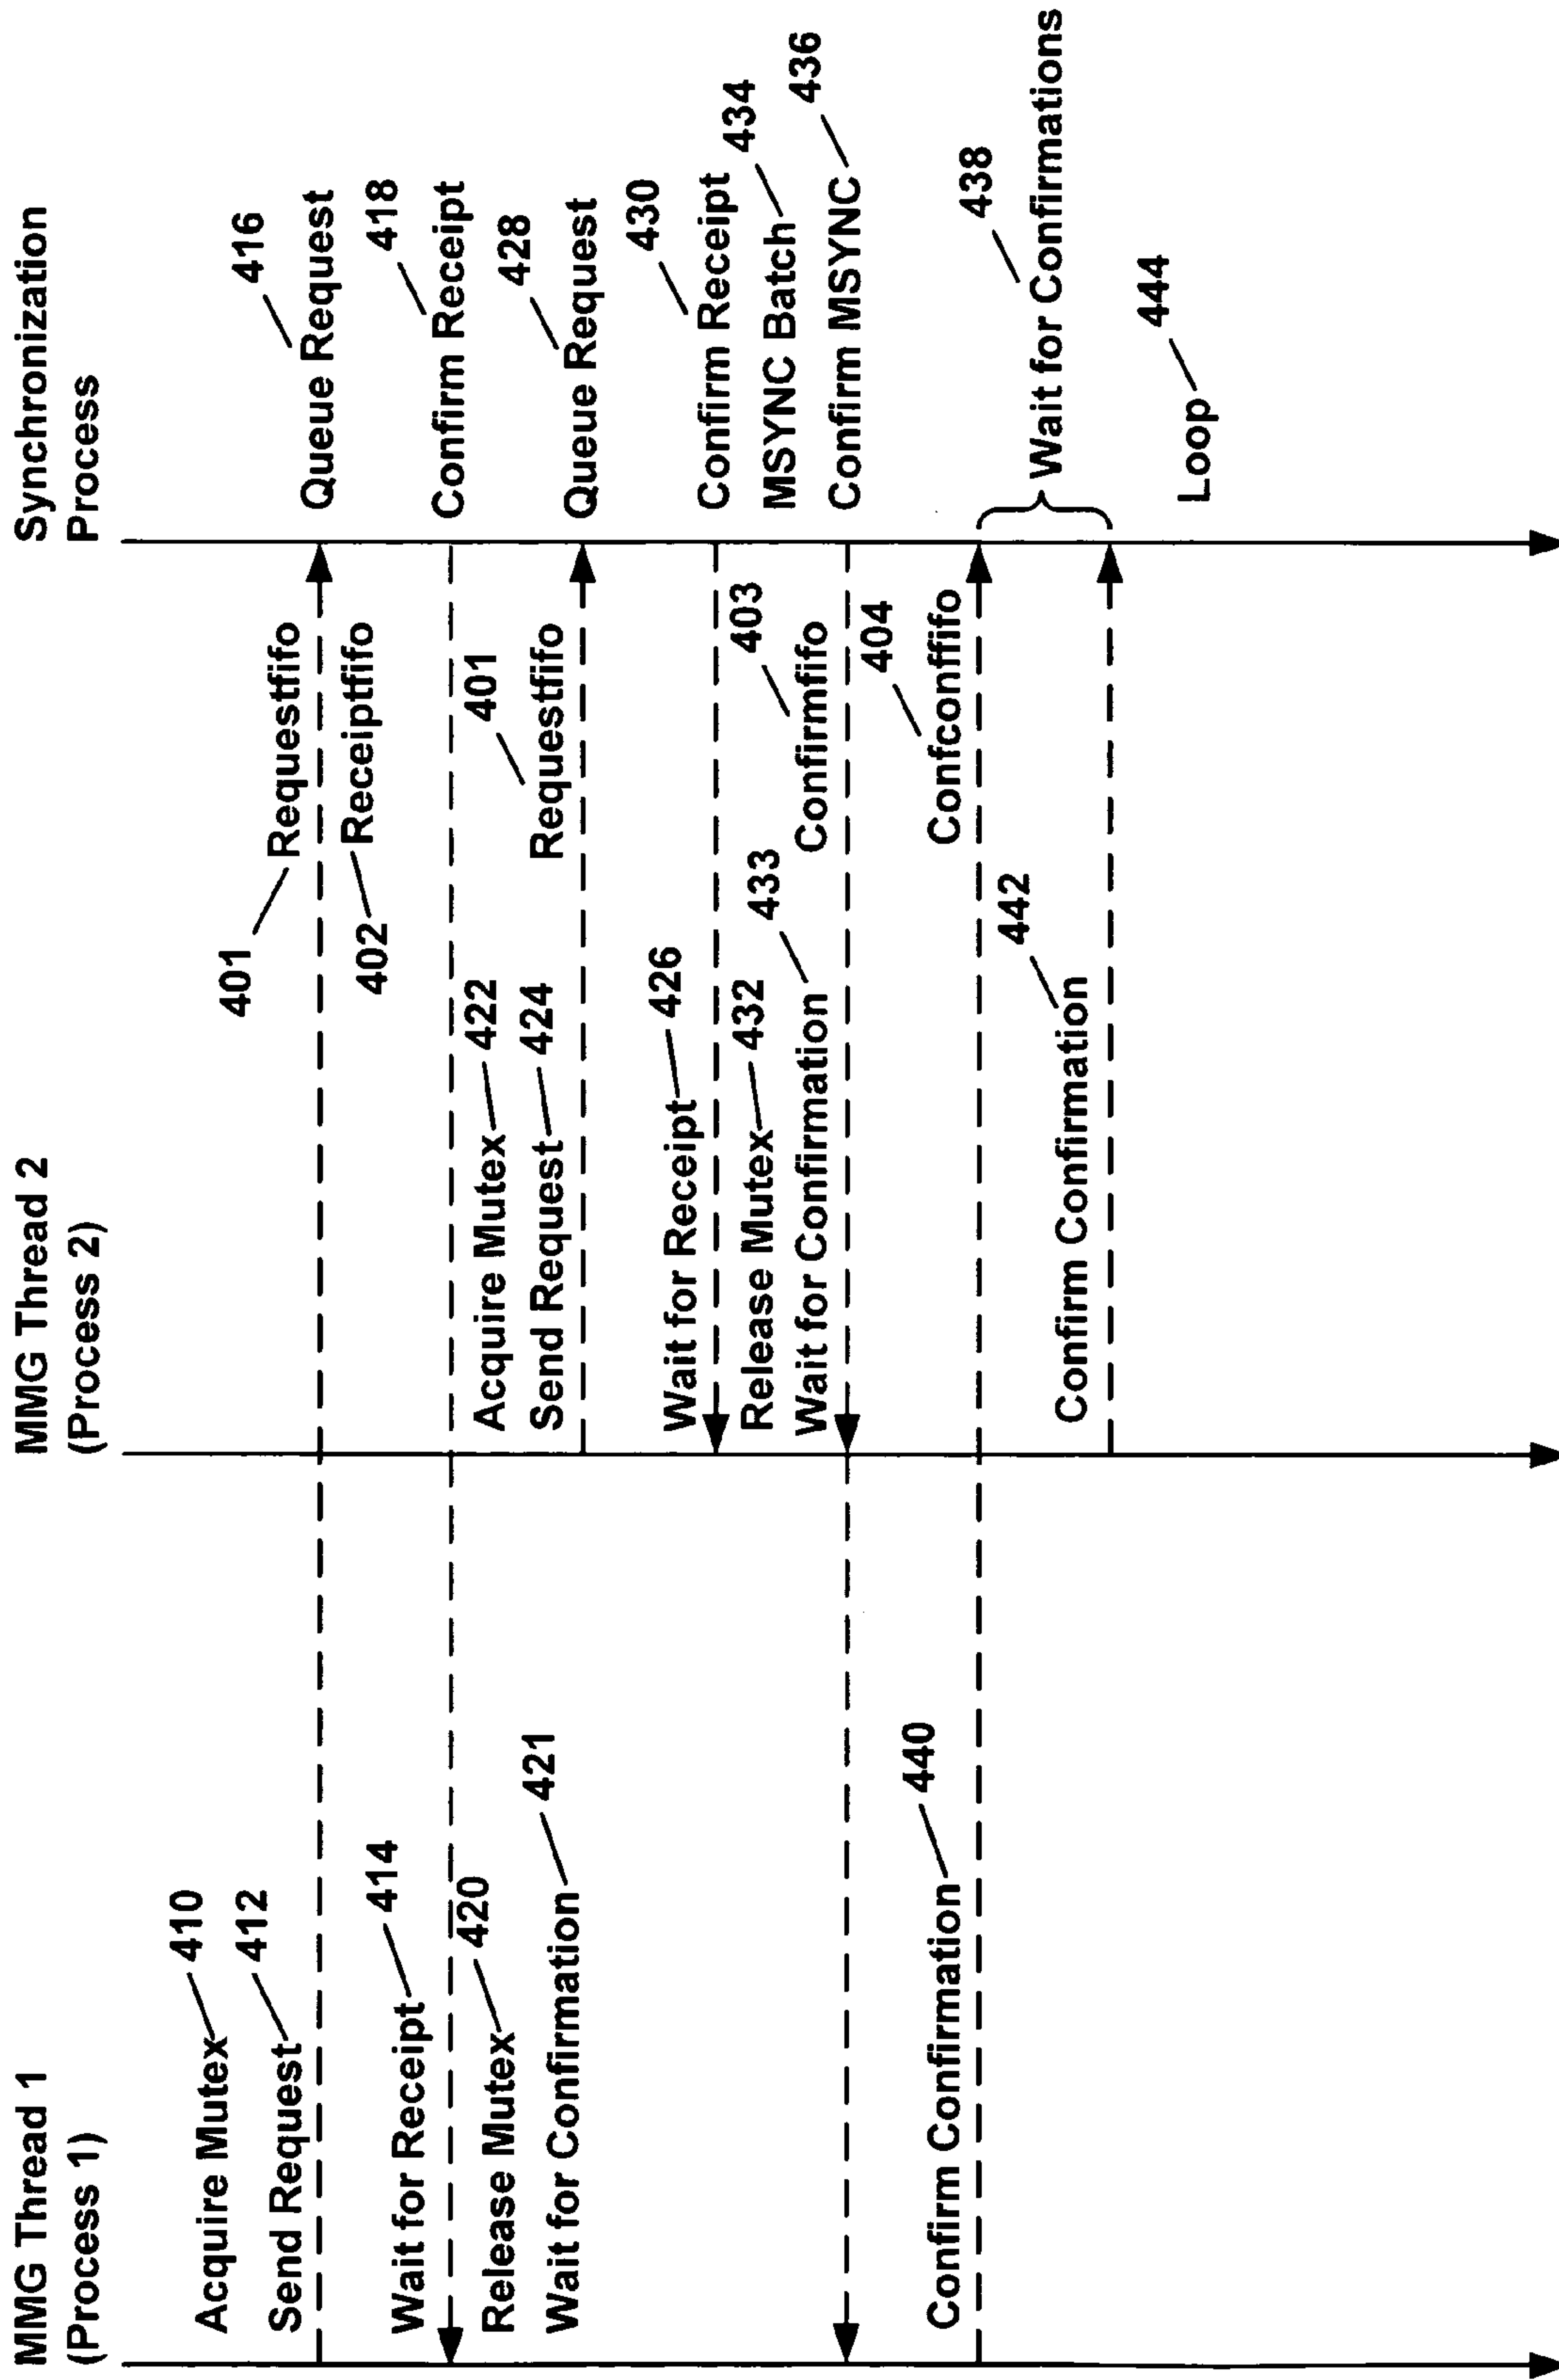 MMG Thread 1
(Process 1)
MMG Thread 2
(Process 2)
Synchronization
Process
410
Acquire Mutex
412
Send Request
401
Requestfifo
416
Queue Request
402
Receiptfifo
414
Wait for Receipt
418
Confirm Receipt
420
Release Mutex
421
Wait for Confirmation
422
Acquire Mutex
424
Send Request
401
Requestfifo
428
Queue Request
426
Wait for Receipt
430
Confirm Receipt
432
Release Mutex
433
Wait for Confirmation
403
Confirmfifo
434
MSYNC Batch
436
Confirm MSYNC
440
Confirm Confirmation
404
Confconffifo
438
Wait for Confirmations
442
Confirm Confirmation
444
Loop